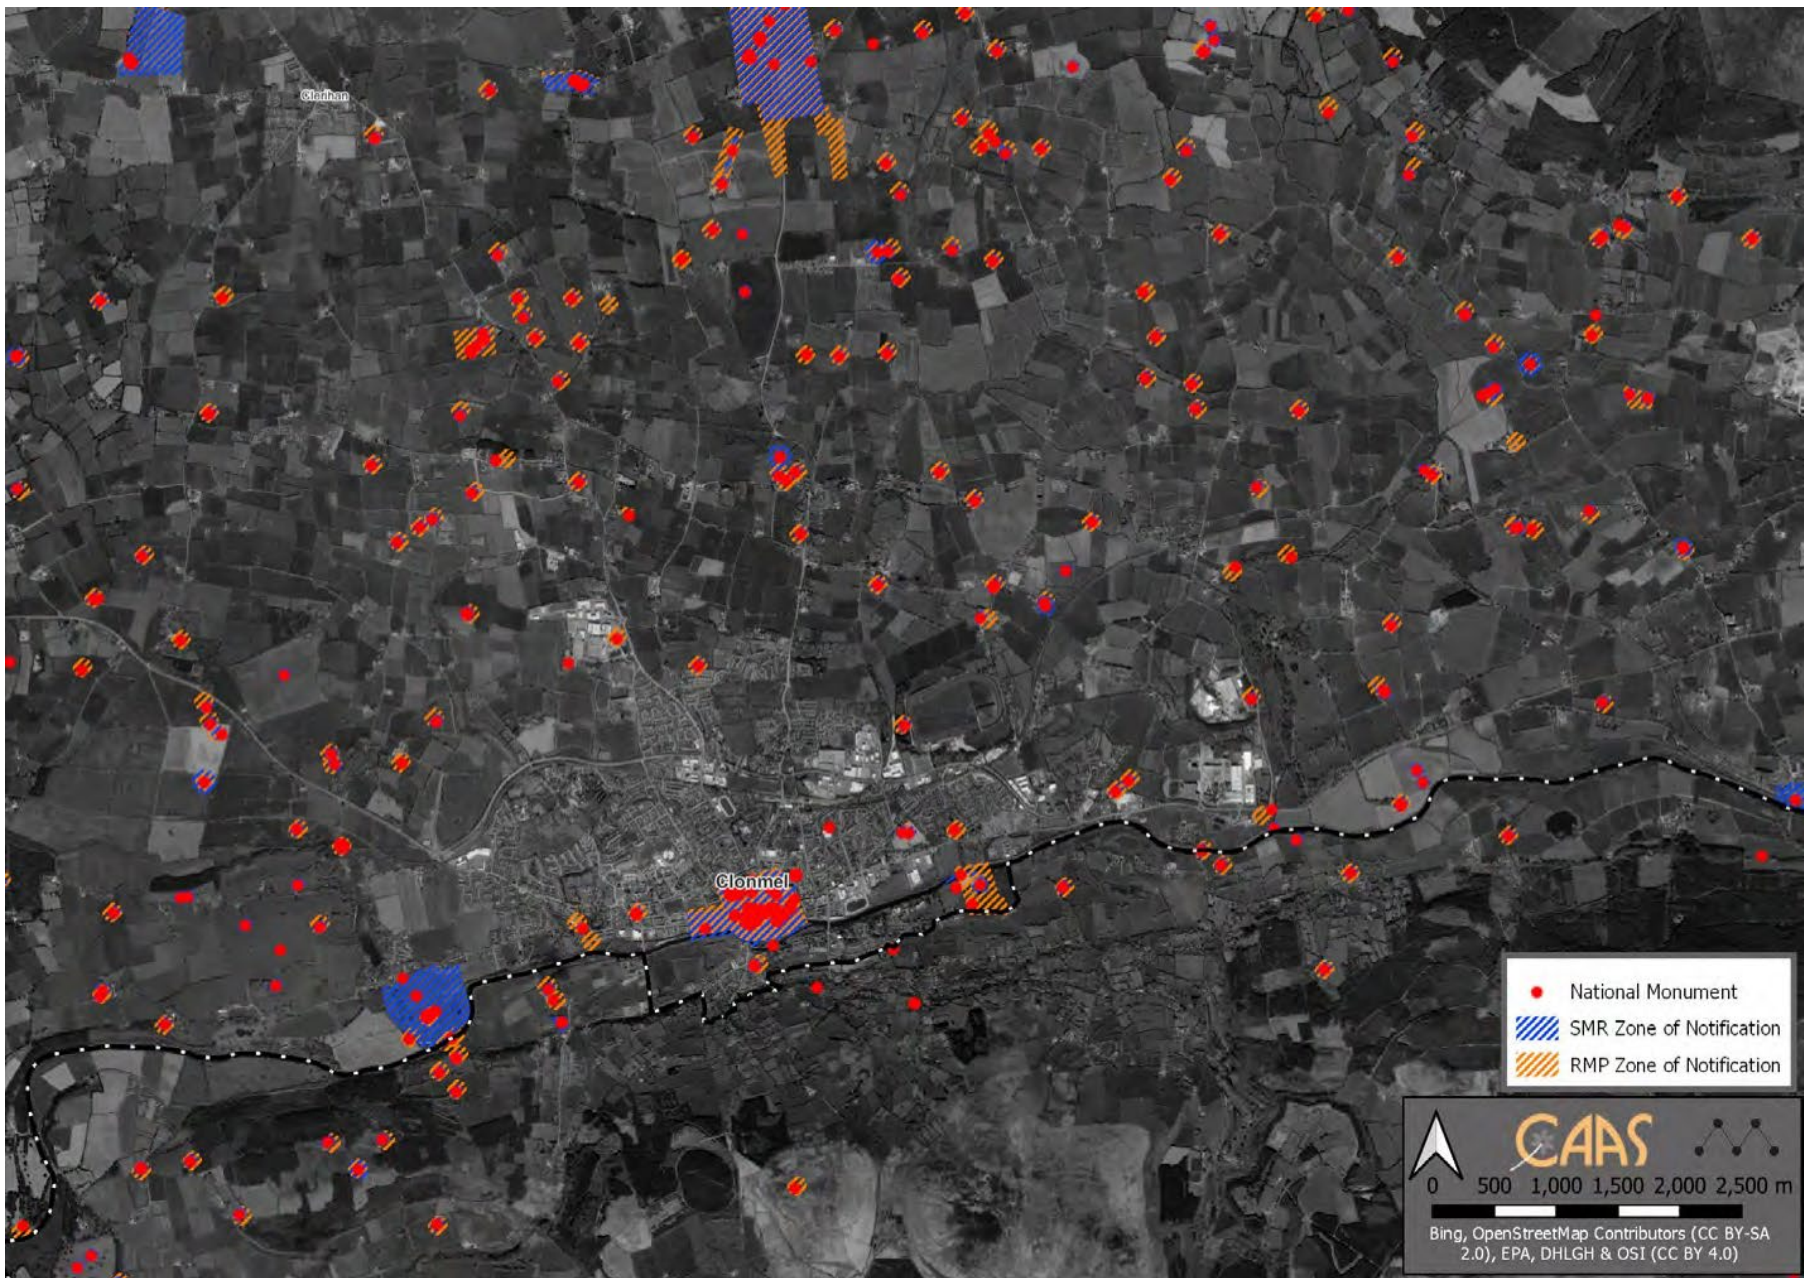 Clerihan
Clonmel
National Monument
SMR Zone of Notification
RMP Zone of Notification
CAAS
0 500 1,000 1,500 2,000 2,500 m
Bing, OpenStreetMap Contributors (CC BY-SA
2.0), EPA, DHLGH & OSI (CC BY 4.0)